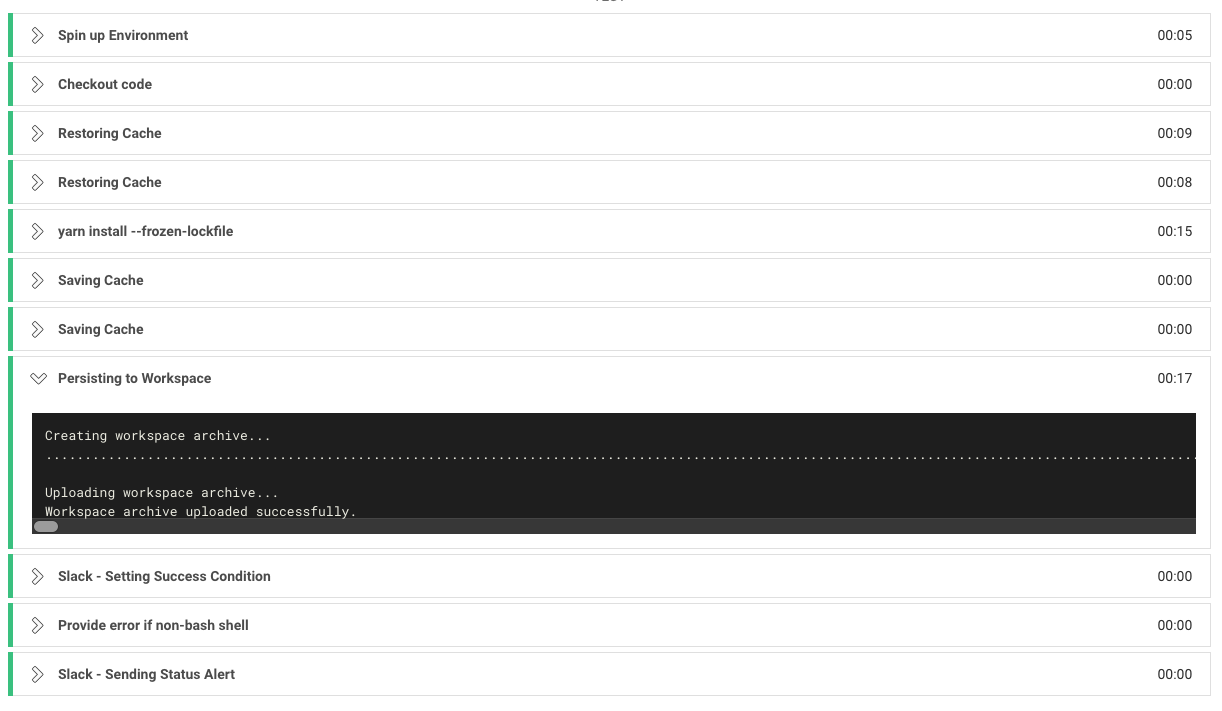 Spin up Environment 00:05
Checkout code 00:00
Restoring Cache 00:09
Restoring Cache 00:08
yarn install --frozen-lockfile 00:15
Saving Cache 00:00
Saving Cache 00:00
Persisting to Workspace 00:17
Creating workspace archive...
....................................................................................................................................................
Uploading workspace archive...
Workspace archive uploaded successfully.
Slack - Setting Success Condition 00:00
Provide error if non-bash shell 00:00
Slack - Sending Status Alert 00:00